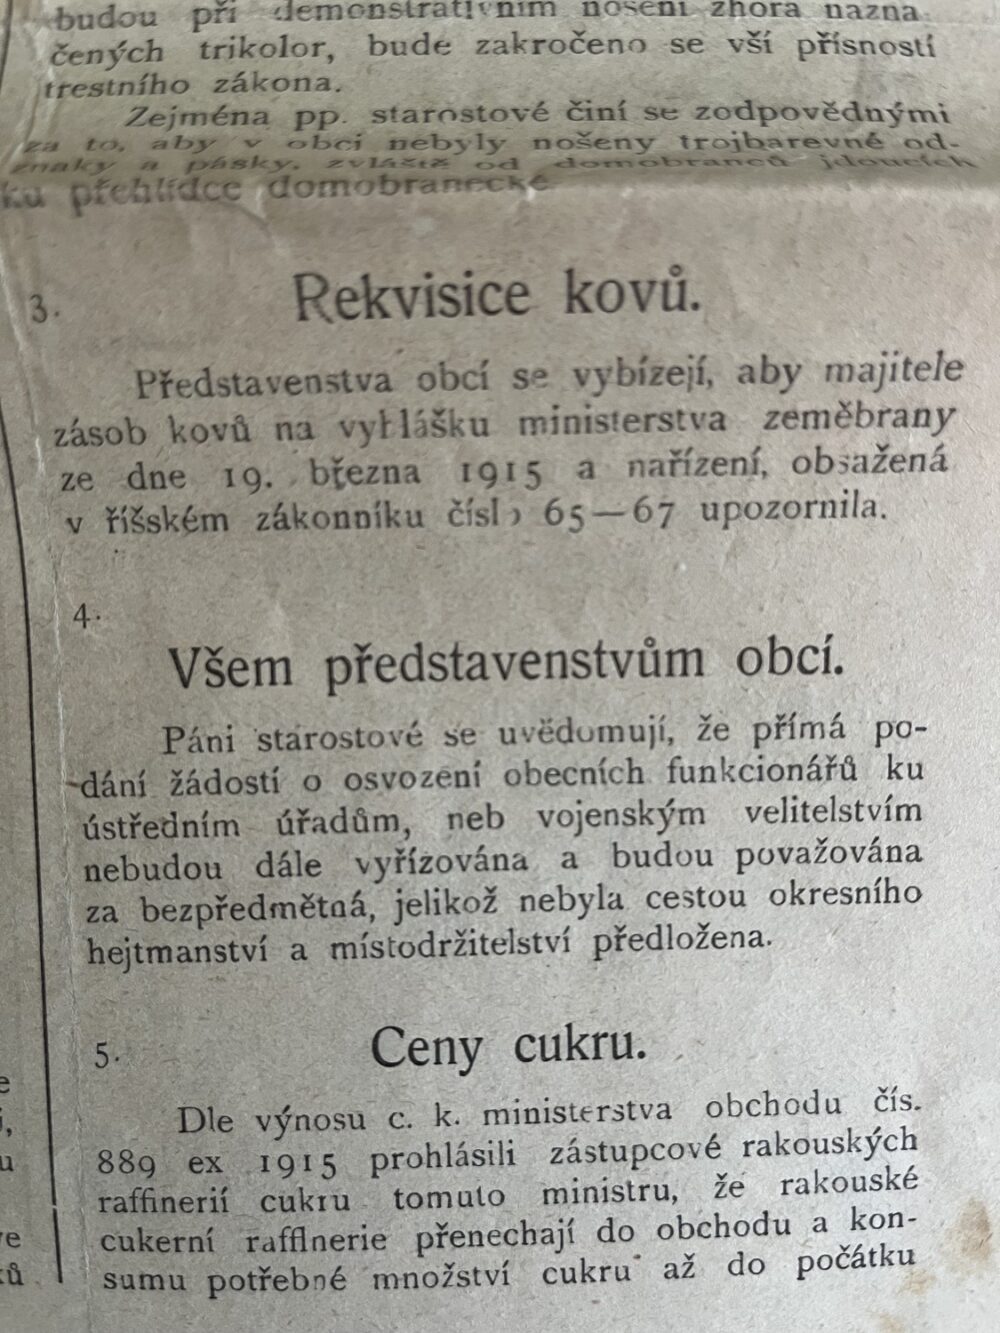 budou při demonstrativním nošení zhora nazna-
čených trikolor, bude zakročeno se vší přísností
trestního zákona.
Zejména pp. starostové činí se zodpovědnými
za to, aby v obci nebyly nošeny trojbarevné od-
znaky a pásky, zvláště od domobranců jdoucích
ku přehlídce domobranecké
3.
Rekvisice kovů.
Představenstva obcí se vybízejí, aby majitele
zásob kovů na vyhlášku ministerstva zeměbrany
ze dne 19. března 1915 a nařízení, obsažená
v říšském zákonníku číslo 65—67 upozornila.
4.
Všem představenstvům obcí.
Páni starostové se uvědomují, že přímá po-
dání žádostí o osvození obecních funkcionářů ku
ústředním úřadům, neb vojenským velitelstvím
nebudou dále vyřízována a budou považována
za bezpředmětná, jelikož nebyla cestou okresního
hejtmanství a místodržitelství předložena.
5.
Ceny cukru.
Dle výnosu c. k. ministerstva obchodu čís.
889 ex 1915 prohlásili zástupcové rakouských
raffinerií cukru tomuto ministru, že rakouské
cukerní raffinerie přenechají do obchodu a kon-
sumu potřebné množství cukru až do počátku